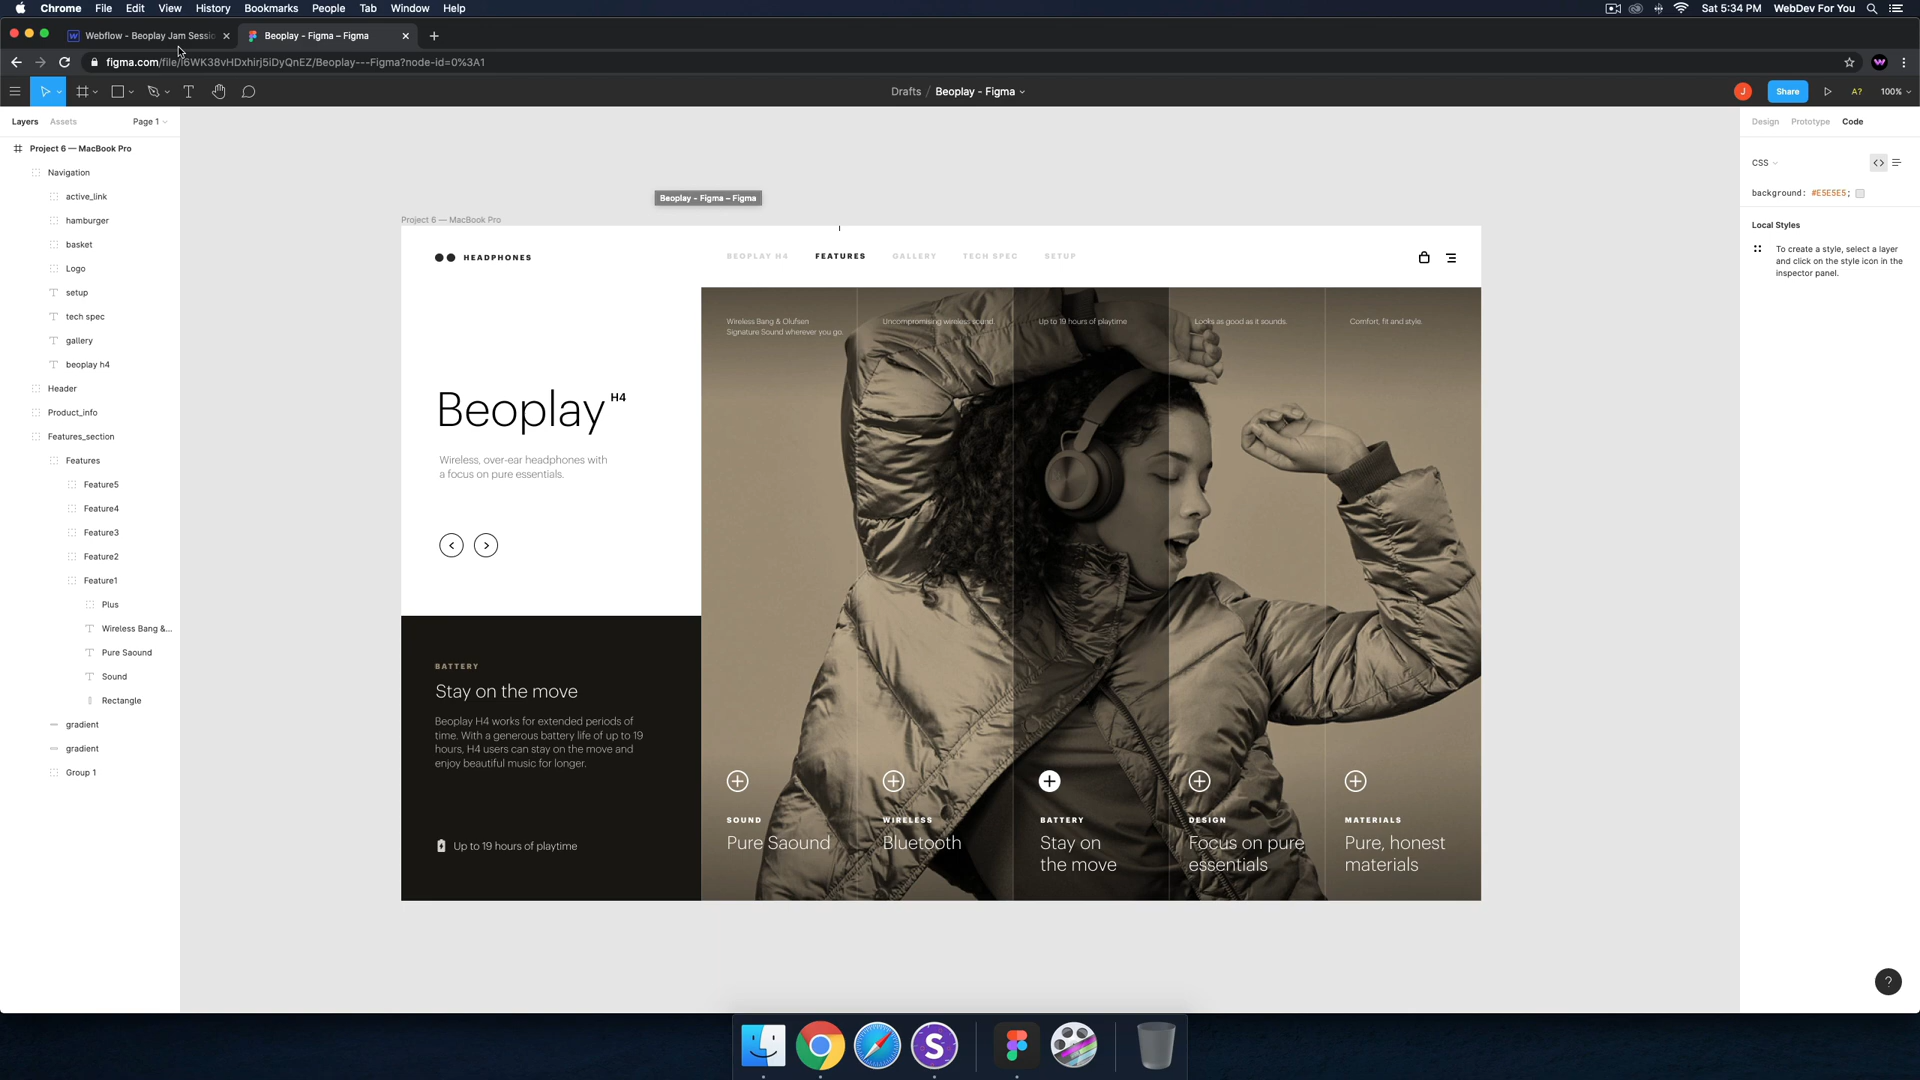 Chrome File Edit View History Bookmarks People Tab Window Help
Sat 5:34 PM WebDev For You
Webflow - Beoplay Jam Sessio
Beoplay - Figma – Figma
figma.com/file/i6WK38vHDxhirj5iDyQnEZ/Beoplay---Figma?node-id=0%3A1
Drafts / Beoplay - Figma
J
Share
A?
100%
Layers
Assets
Page 1
Project 6 — MacBook Pro
Navigation
active_link
hamburger
basket
Logo
setup
tech spec
gallery
beoplay h4
Header
Product_info
Features_section
Features
Feature5
Feature4
Feature3
Feature2
Feature1
Plus
Wireless Bang &...
Pure Saound
Sound
Rectangle
gradient
gradient
Group 1
Beoplay - Figma – Figma
Project 6 — MacBook Pro
HEADPHONES
BEOPLAY H4
FEATURES
GALLERY
TECH SPEC
SETUP
Beoplay H4
Wireless, over-ear headphones with
a focus on pure essentials.
BATTERY
Stay on the move
Beoplay H4 works for extended periods of
time. With a generous battery life of up to 19
hours, H4 users can stay on the move and
enjoy beautiful music for longer.
Up to 19 hours of playtime
Wireless Bang & Olufsen
Signature Sound wherever you go.
Uncompromising wireless sound.
Up to 19 hours of playtime
Looks as good as it sounds.
Comfort, fit and style.
SOUND
Pure Saound
WIRELESS
Bluetooth
BATTERY
Stay on
the move
DESIGN
Focus on pure
essentials
MATERIALS
Pure, honest
materials
Design
Prototype
Code
CSS
background: #E5E5E5;
Local Styles
To create a style, select a layer
and click on the style icon in the
inspector panel.
?